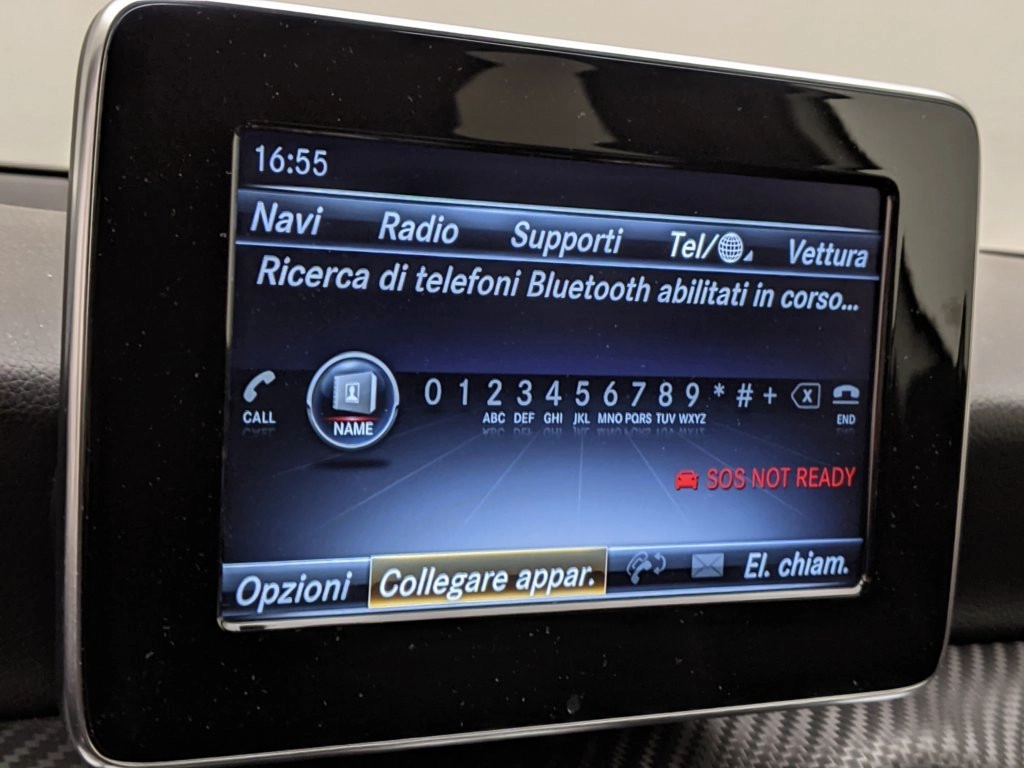 16:55
Navi Radio Supporti Tel/ Vettura
Ricerca di telefoni Bluetooth abilitati in corso...
0 1 2 3 4 5 6 7 8 9 * # +
CALL NAME ABC DEF GHI JKL MNO PQRS TUV WXYZ END
SOS NOT READY
Opzioni Collegare appar. El. chiam.